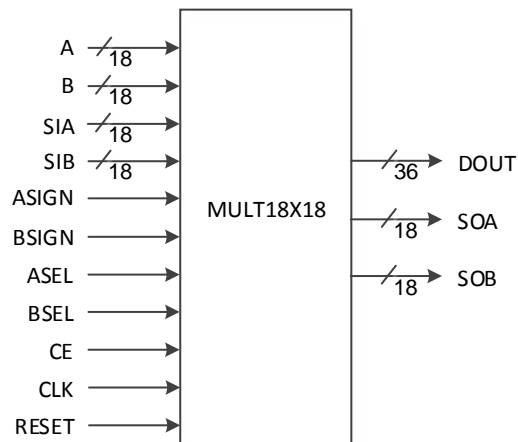 A
18
B
18
SIA
18
SIB
18
ASIGN
BSIGN
ASEL
BSEL
CE
CLK
RESET
MULT18X18
36
DOUT
18
SOA
18
SOB